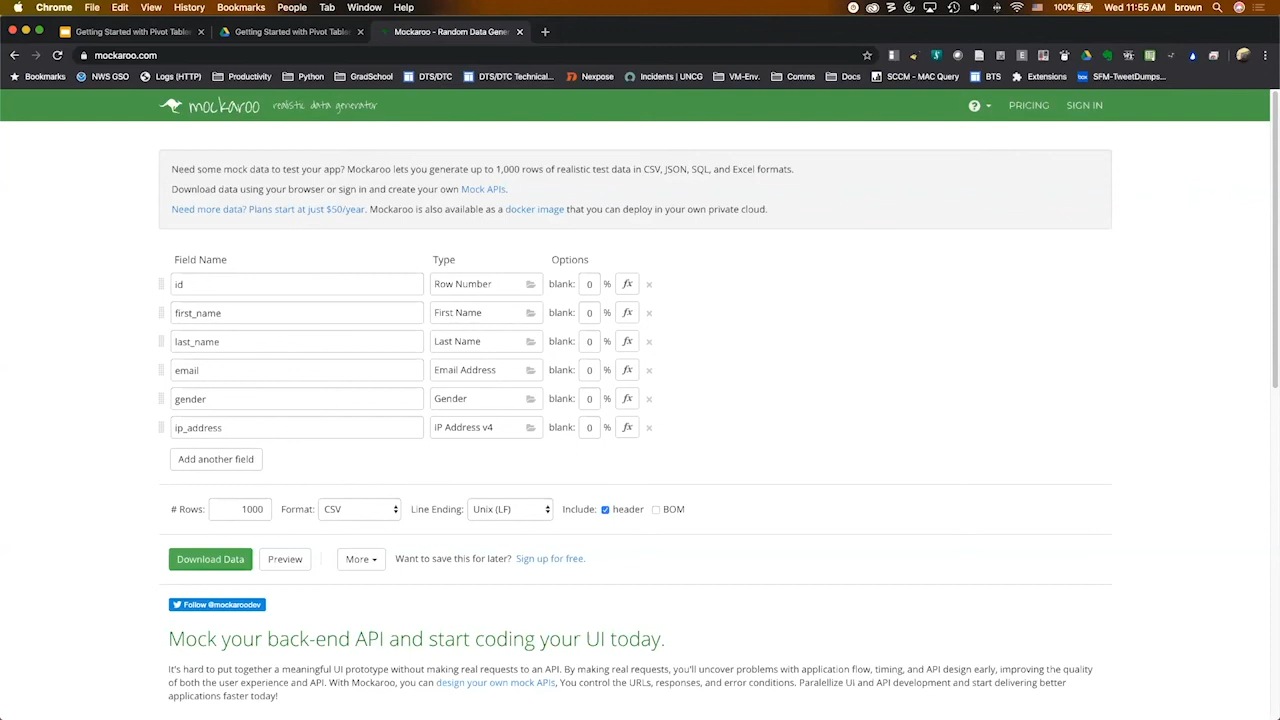 Chrome File Edit View History Bookmarks People Tab Window Help 100% Wed 11:55 AM brown
Getting Started with Pivot Table × Getting Started with Pivot Table × Mockaroo - Random Data Gene × +
mockaroo.com
Bookmarks NWS GSO Logs (HTTP) Productivity Python GradSchool DTS/DTC DTS/DTC Technical... Nexpose Incidents | UNCG VM-Env. Comms Docs SCCM - MAC Query BTS Extensions SFM-TweetDumps...
mockaroo realistic data generator PRICING SIGN IN
Need some mock data to test your app? Mockaroo lets you generate up to 1,000 rows of realistic test data in CSV, JSON, SQL, and Excel formats.
Download data using your browser or sign in and create your own Mock APIs.
Need more data? Plans start at just $50/year. Mockaroo is also available as a docker image that you can deploy in your own private cloud.
Field Name Type Options
id Row Number blank: 0 % fx ×
first_name First Name blank: 0 % fx ×
last_name Last Name blank: 0 % fx ×
email Email Address blank: 0 % fx ×
gender Gender blank: 0 % fx ×
ip_address IP Address v4 blank: 0 % fx ×
Add another field
# Rows: 1000 Format: CSV Line Ending: Unix (LF) Include: header BOM
Download Data Preview More Want to save this for later? Sign up for free.
Follow @mockaroodev
Mock your back-end API and start coding your UI today.
It's hard to put together a meaningful UI prototype without making real requests to an API. By making real requests, you'll uncover problems with application flow, timing, and API design early, improving the quality
of both the user experience and API. With Mockaroo, you can design your own mock APIs, You control the URLs, responses, and error conditions. Paralellize UI and API development and start delivering better
applications faster today!